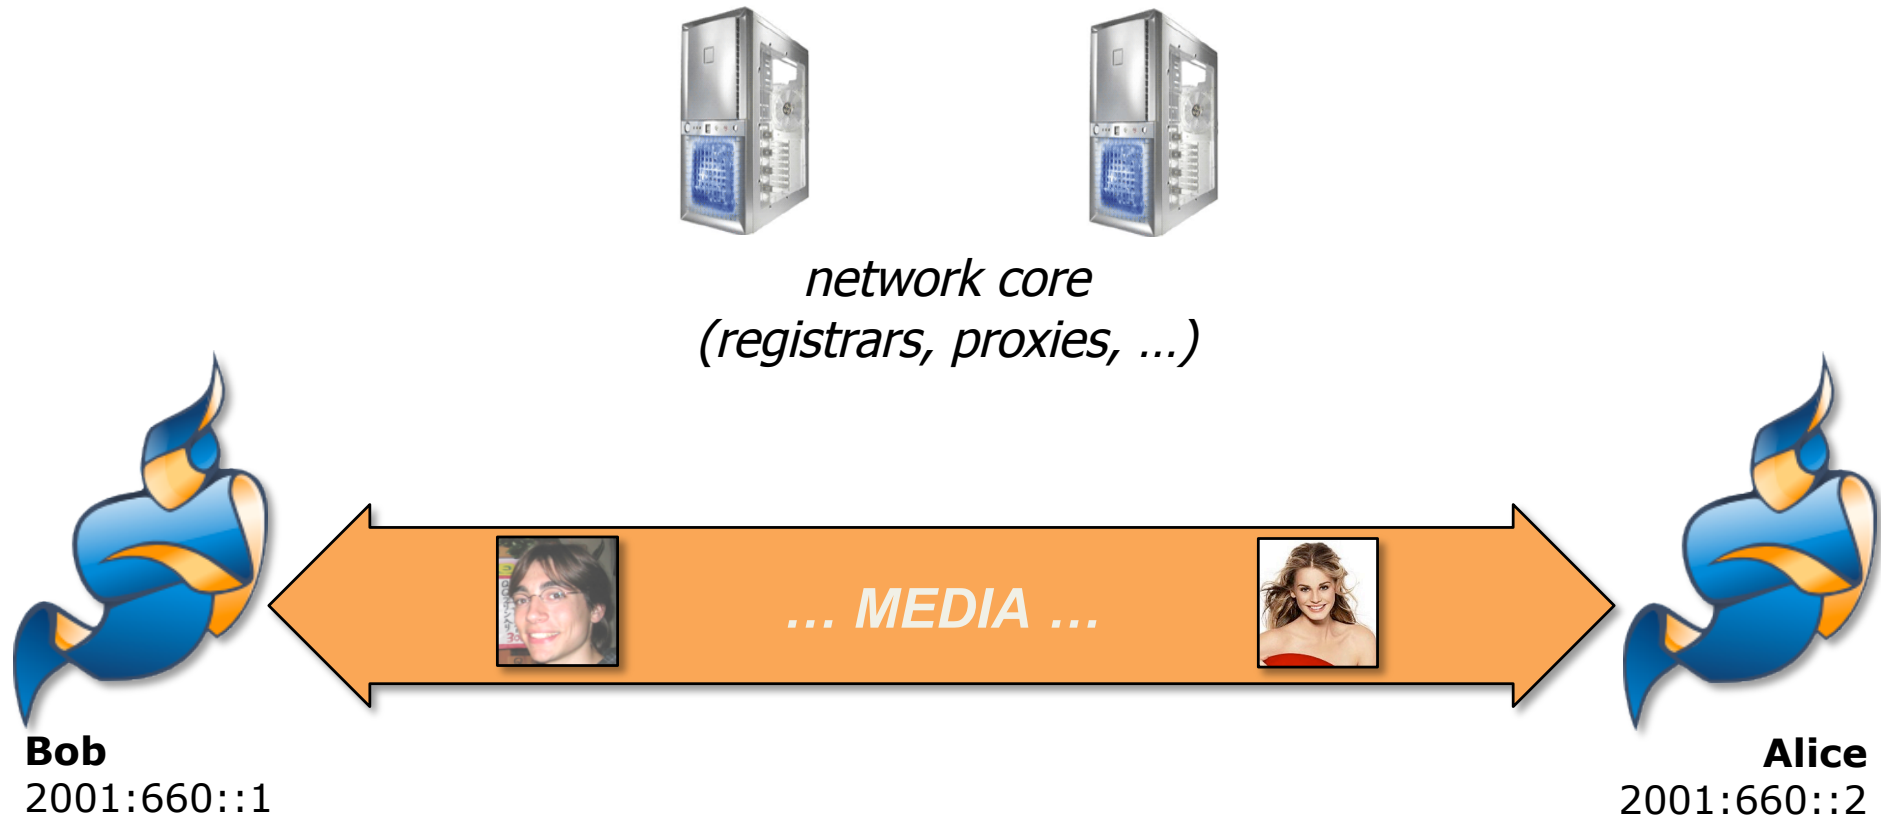 network core
(registrars, proxies, …)
… MEDIA …
Bob
2001:660::1
Alice
2001:660::2